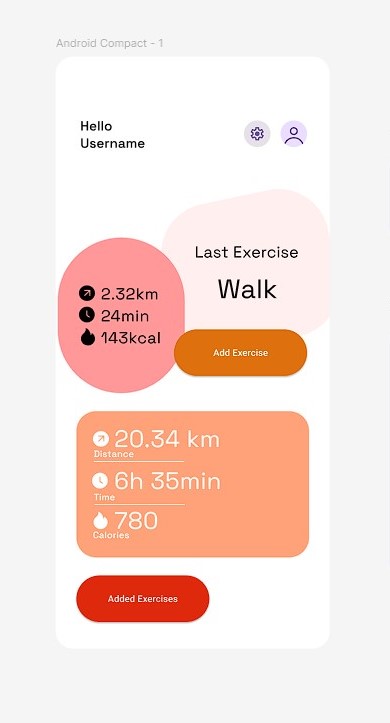 Android Compact - 1
Hello
Username
Last Exercise
Walk
2.32km
24min
143kcal
Add Exercise
20.34 km
Distance
6h 35min
Time
780
Calories
Added Exercises